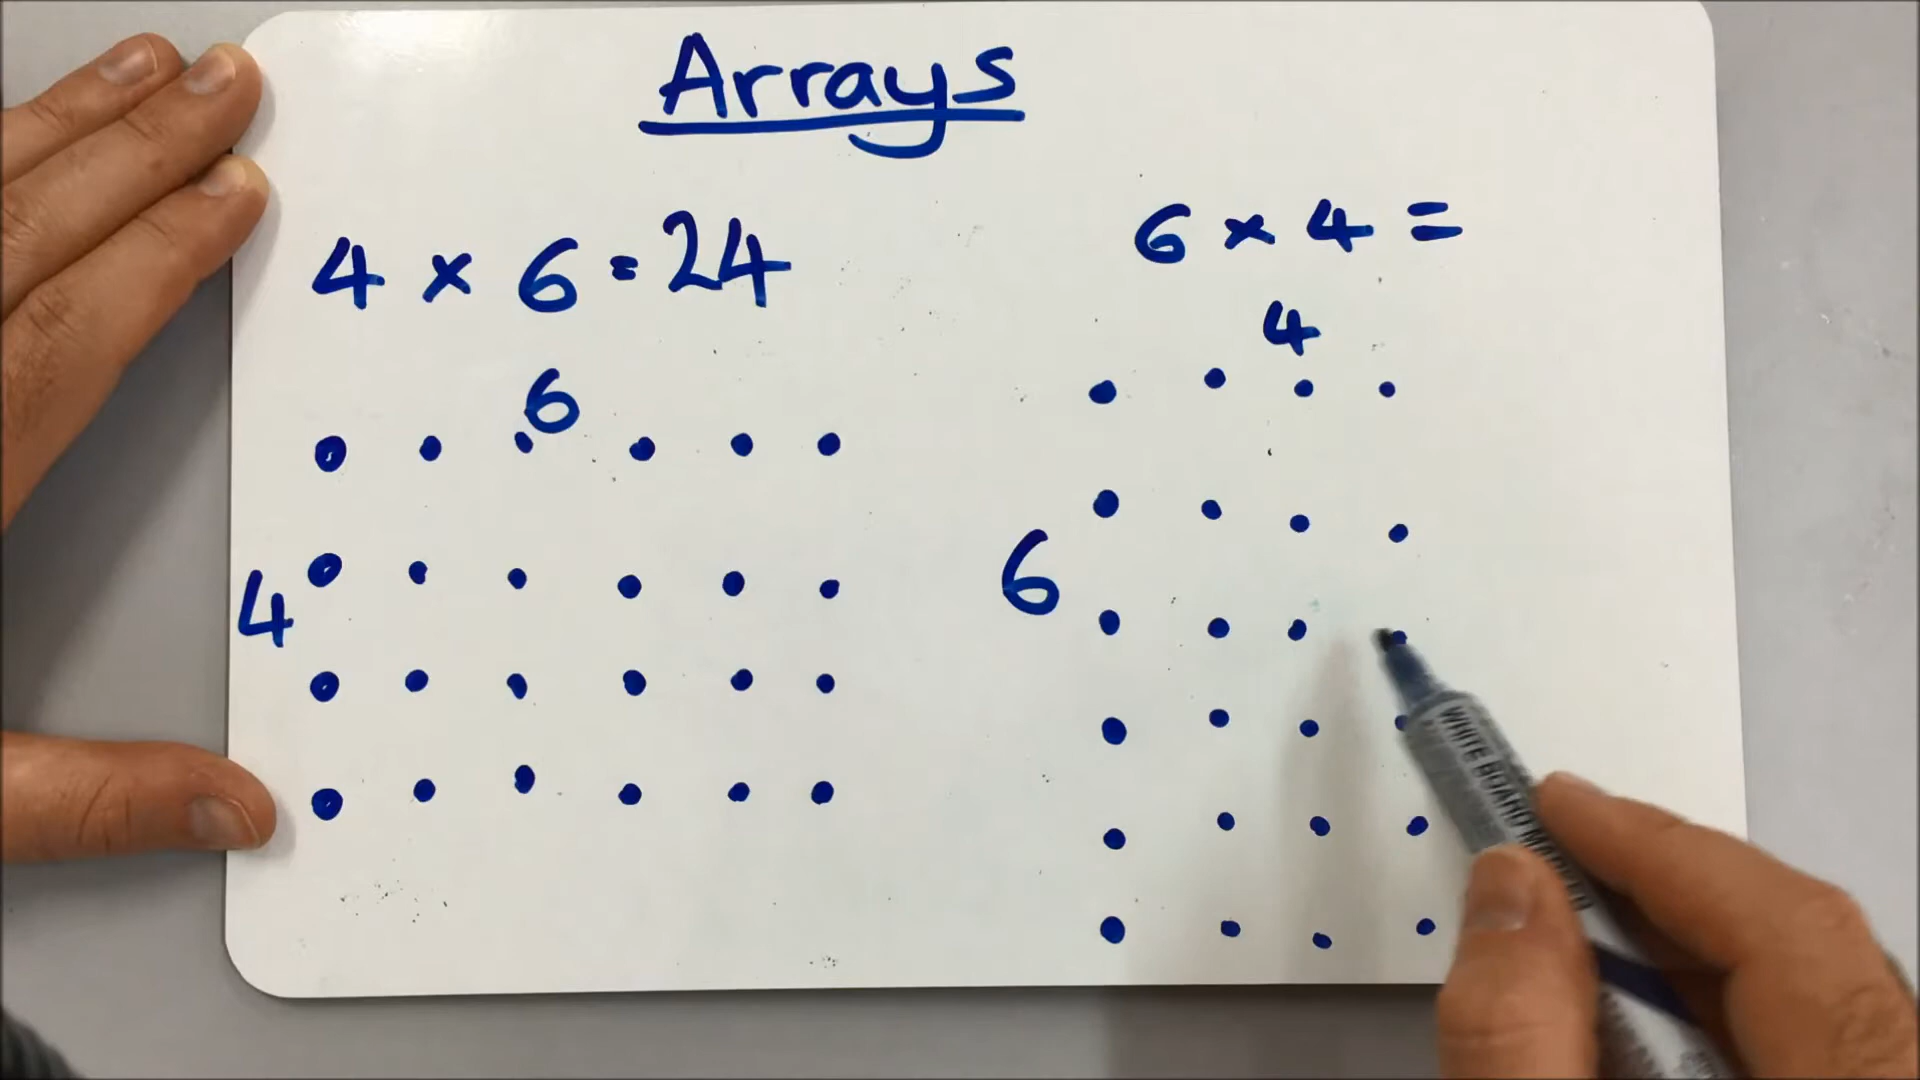 Arrays
4 × 6 = 24
6
4
6 × 4 =
4
6
WHITE BOARD MARKER